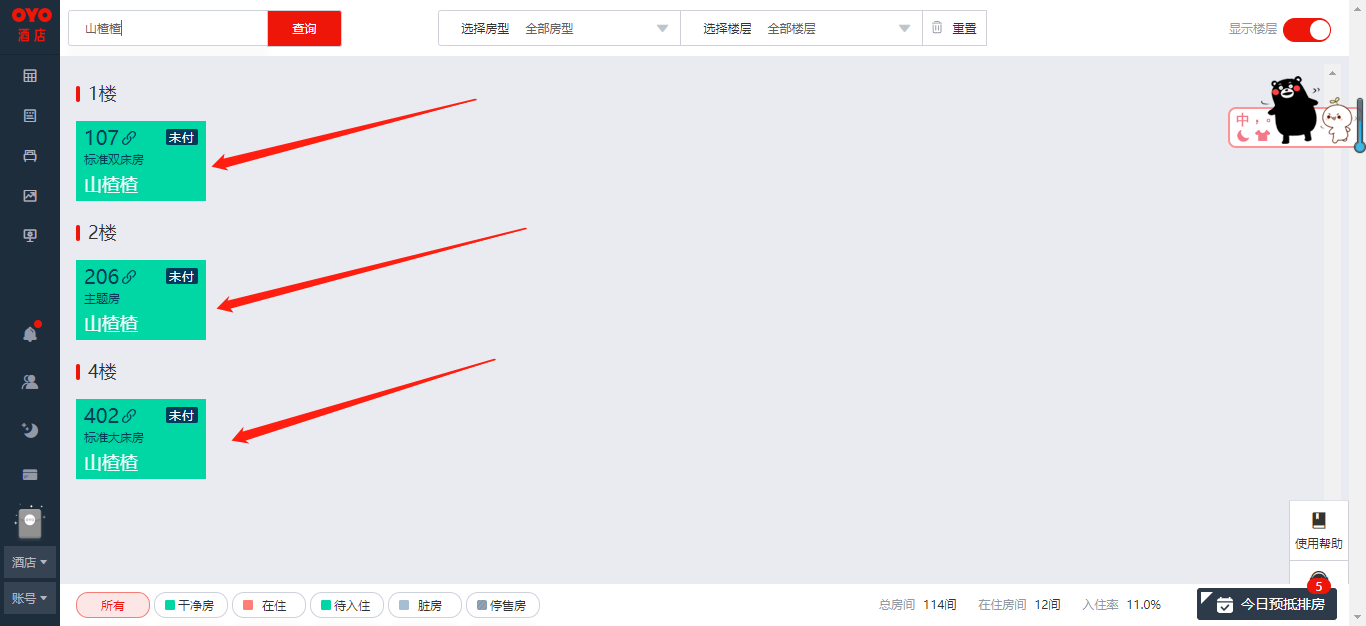 OYO
酒店
山楂楂
查询
选择房型 全部房型
选择楼层 全部楼层
重置
显示楼层
中，。
1楼
107 未付
标准双床房
山楂楂
2楼
206 未付
主题房
山楂楂
4楼
402 未付
标准大床房
山楂楂
使用帮助
酒店
账号
所有
干净房
在住
待入住
脏房
停售房
总房间 114间
在住房间 12间
入住率 11.0%
5
今日预抵排房